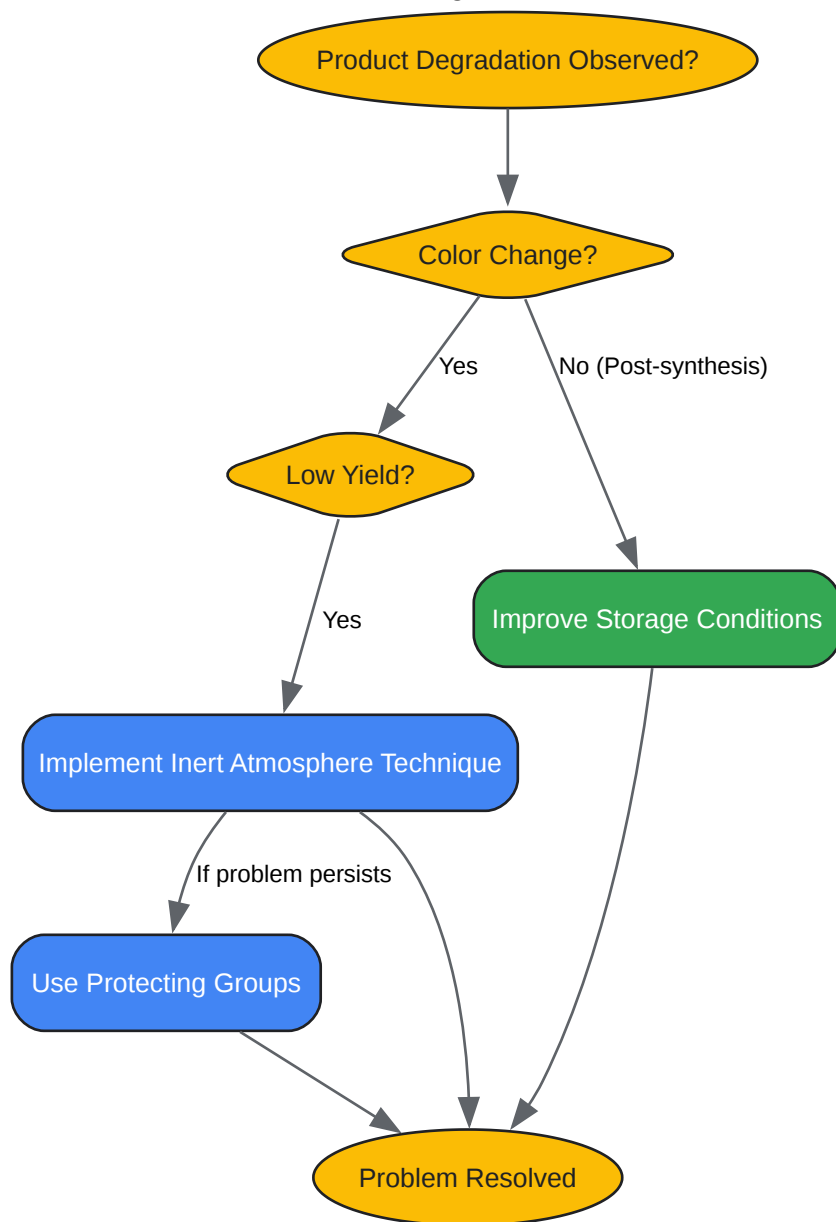 Product Degradation Observed?
Color Change?
Yes
No (Post-synthesis)
Low Yield?
Improve Storage Conditions
Yes
Implement Inert Atmosphere Technique
If problem persists
Use Protecting Groups
Problem Resolved